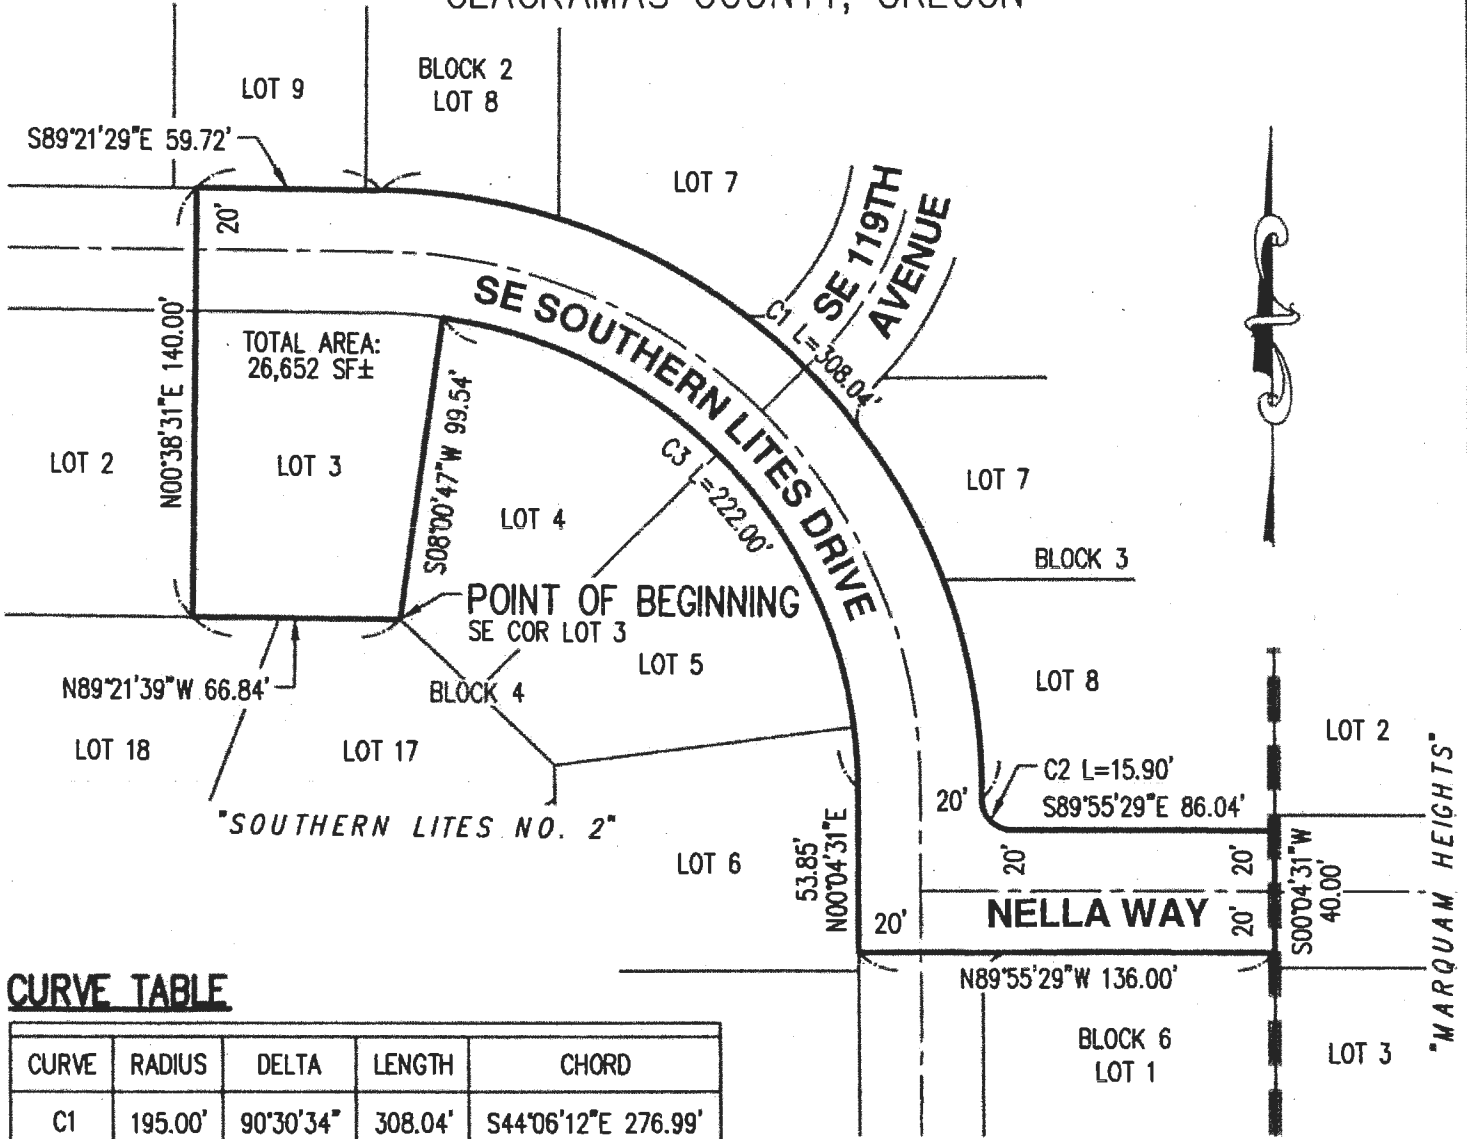 CLACKAMAS COUNTY, OREGON
LOT 9
BLOCK 2
LOT 8
S89°21'29"E 59.72'
LOT 7
SE 119TH
AVENUE
20'
SE SOUTHERN LITES DRIVE
C1 L=308.04'
TOTAL AREA:
26,652 SF±
N00°38'31"E 140.00'
S08°00'47"W 99.54'
LOT 2
LOT 3
C3 L=222.00'
LOT 7
LOT 4
BLOCK 3
POINT OF BEGINNING
SE COR LOT 3
LOT 5
N89°21'39"W 66.84'
BLOCK 4
LOT 8
LOT 18
LOT 17
LOT 2
C2 L=15.90'
S89°55'29"E 86.04'
20'
"SOUTHERN LITES NO. 2"
LOT 6
53.85'
N00°04'31"E
20'
20'
S00°04'31"W
40.00'
"MARQUAM HEIGHTS"
20'
NELLA WAY
20'
N89°55'29"W 136.00'
CURVE TABLE
BLOCK 6
LOT 1
LOT 3
CURVE RADIUS DELTA LENGTH CHORD
C1 195.00' 90°30'34" 308.04' S44°06'12"E 276.99'